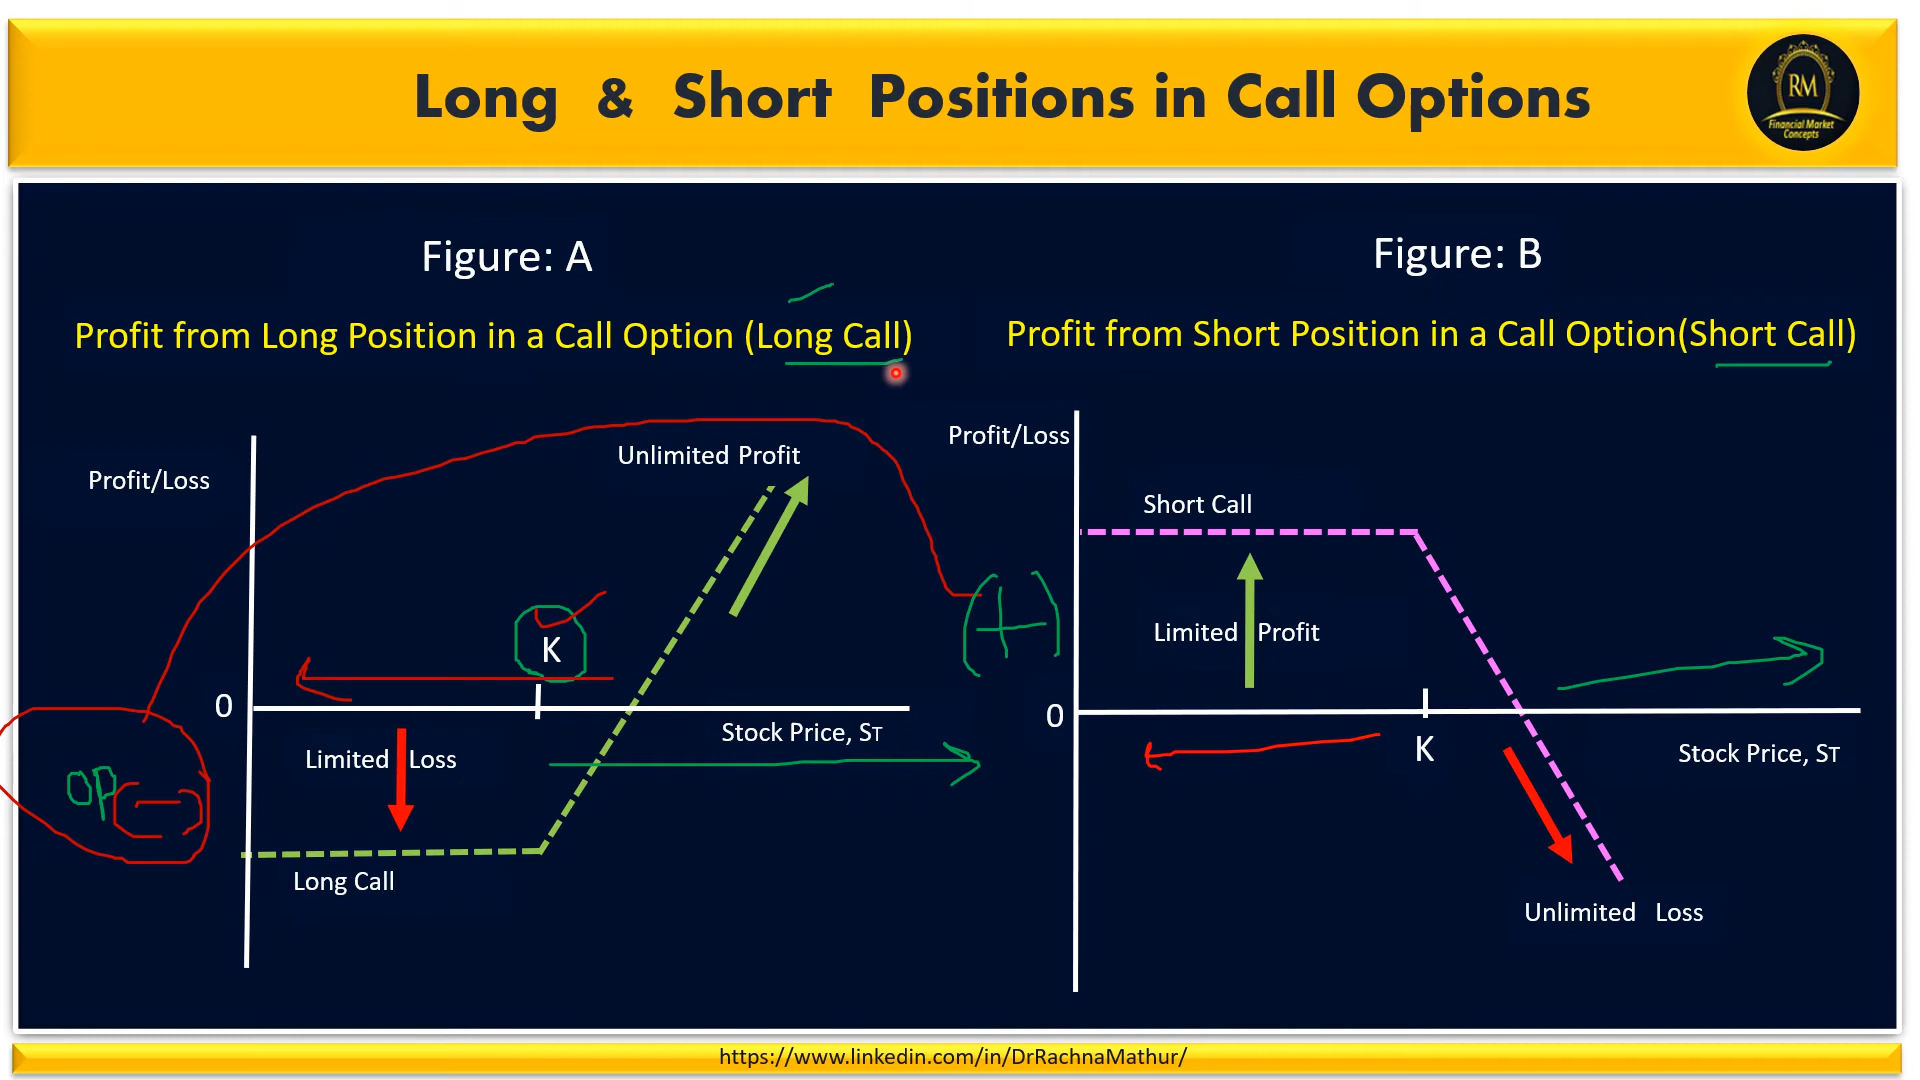 Long & Short Positions in Call Options
RM
Financial Market
Concepts
Figure: A
Figure: B
Profit from Long Position in a Call Option (Long Call)
Profit from Short Position in a Call Option(Short Call)
Profit/Loss
Unlimited Profit
K
0
Stock Price, ST
Limited Loss
OP (-)
Long Call
(+)
Profit/Loss
Short Call
Limited Profit
0
K
Stock Price, ST
Unlimited Loss
https://www.linkedin.com/in/DrRachnaMathur/